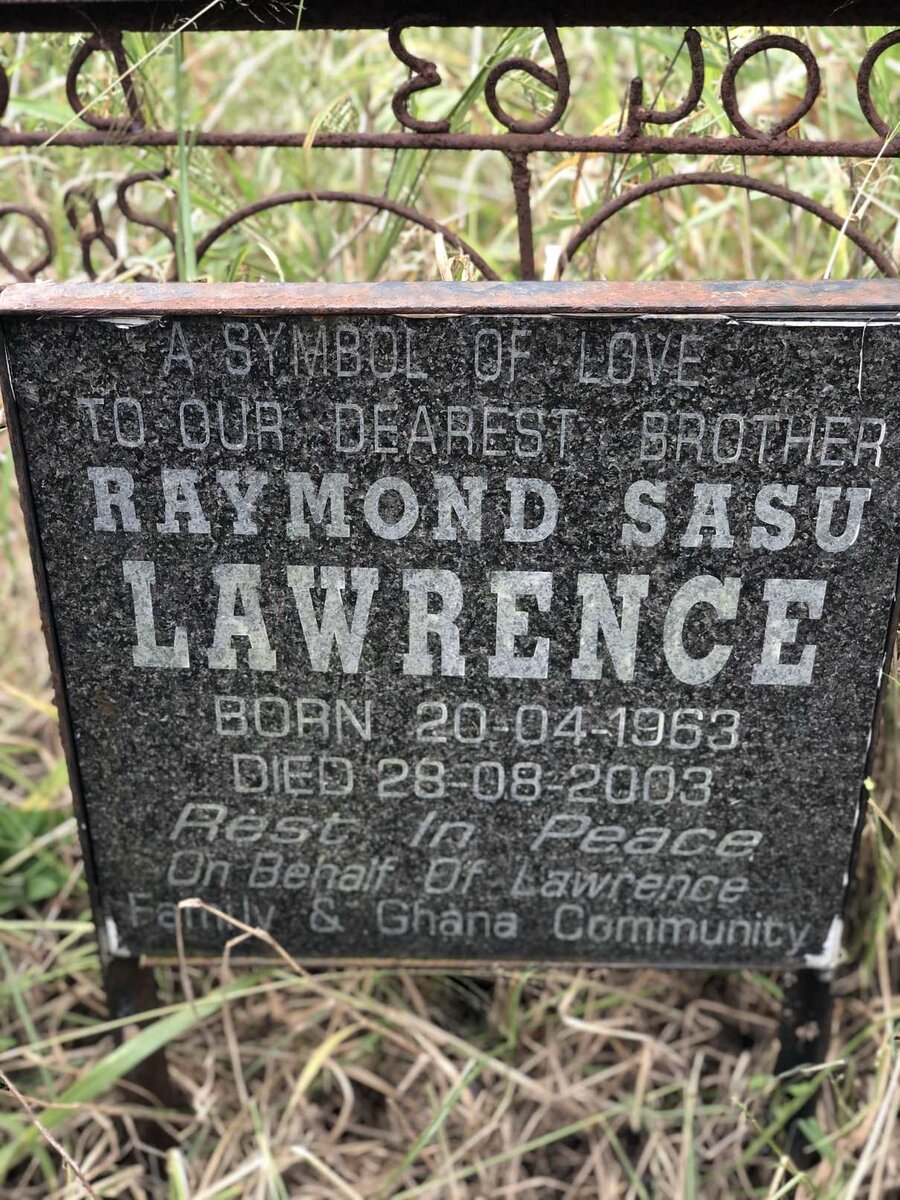 A SYMBOL OF LOVE
TO OUR DEAREST BROTHER
RAYMOND SASU
LAWRENCE
BORN 20-04-1963
DIED 28-08-2003
Rest In Peace
On Behalf Of Lawrence
Family & Ghana Community